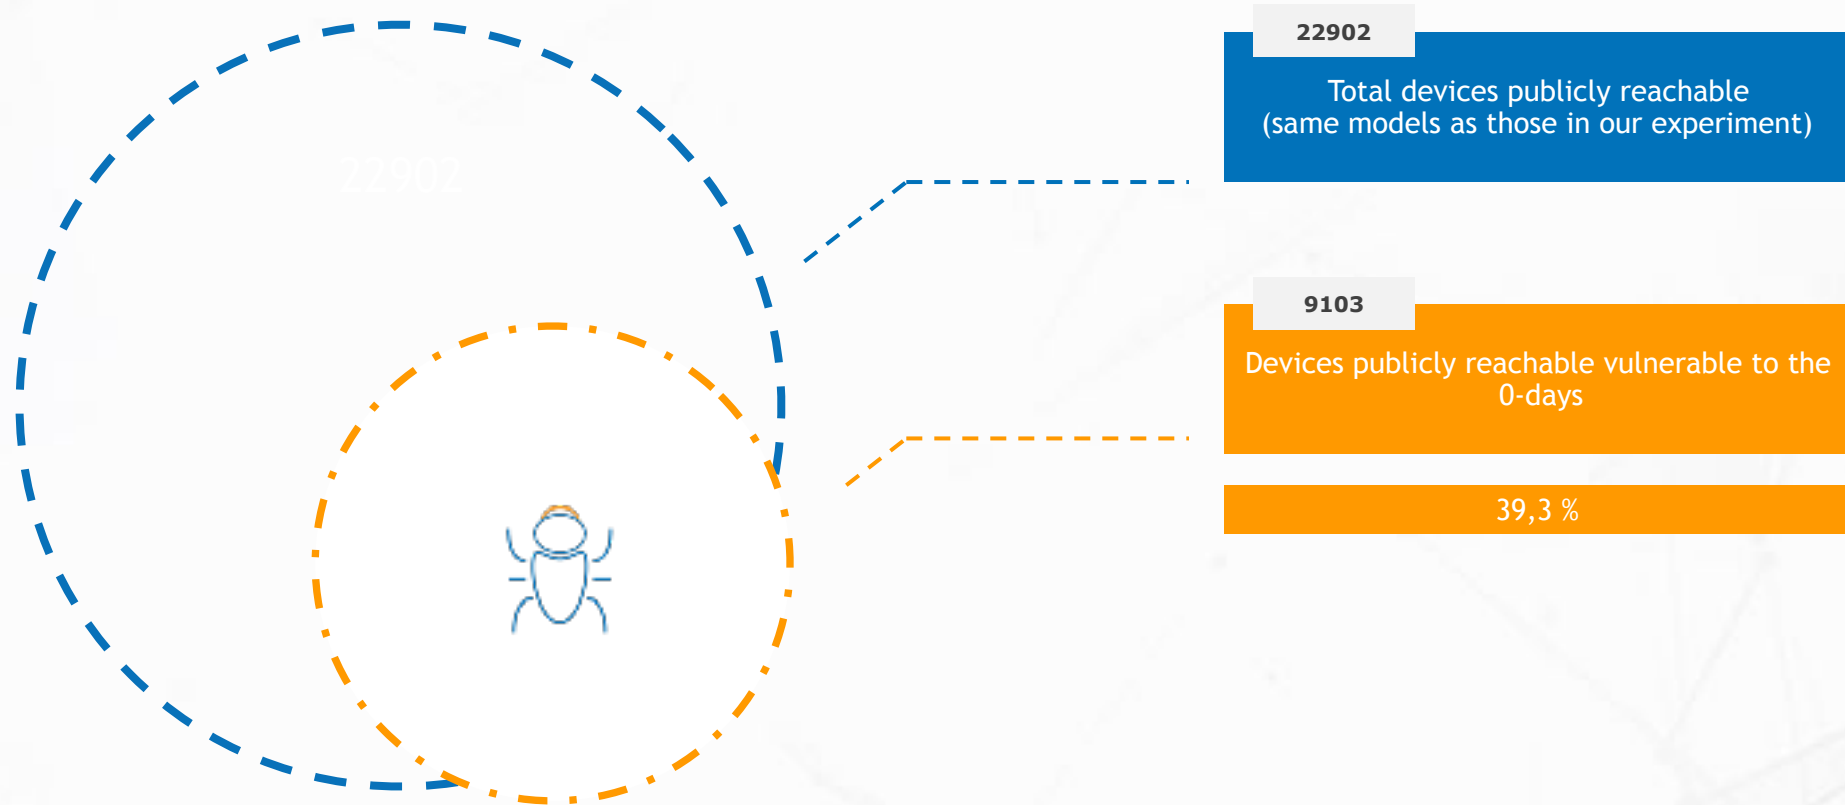 22902
22902
Total devices publicly reachable
(same models as those in our experiment)
9103
Devices publicly reachable vulnerable to the
0-days
39,3 %